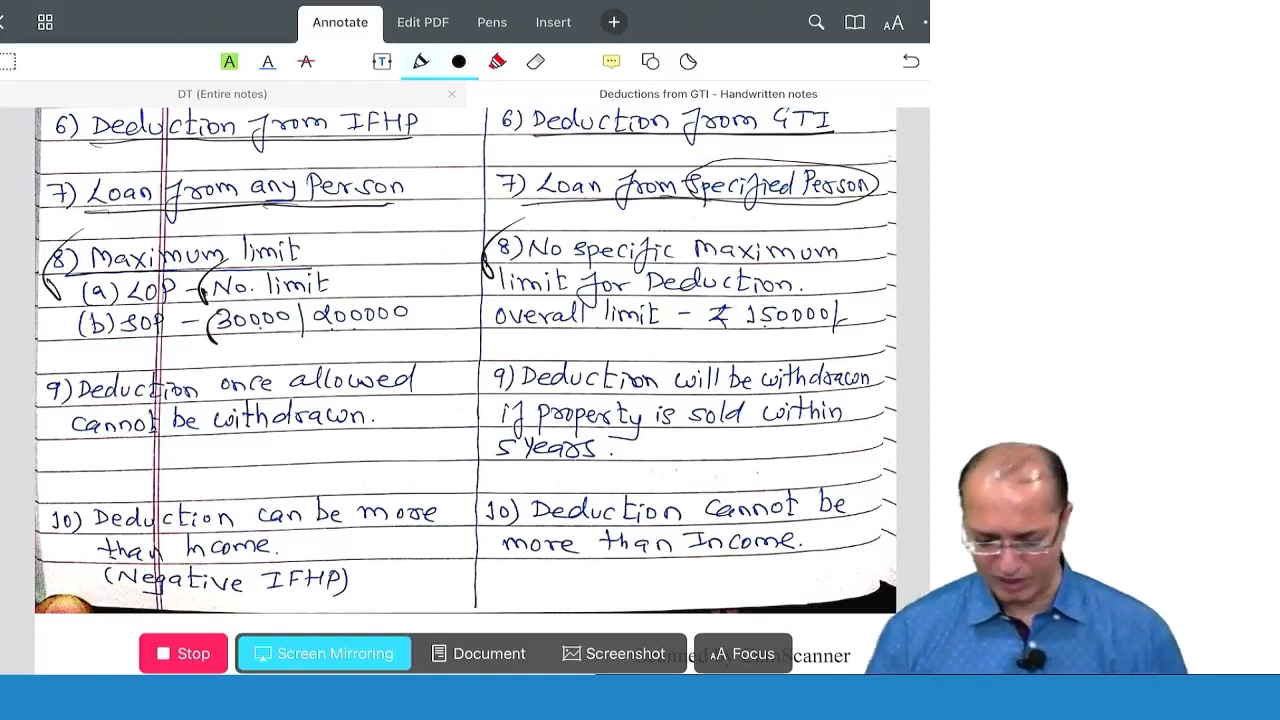 Annotate Edit PDF Pens Insert
DT (Entire notes) Deductions from GTI - Handwritten notes
6) Deduction from IFHP
7) Loan from any Person
8) Maximum limit
(a) LOP - No. limit
(b) SOP - 30000/200000
9) Deduction once allowed
cannot be withdrawn.
10) Deduction can be more
than Income.
(Negative IFHP)
6) Deduction from GTI
7) Loan from Specified Person
8) No specific maximum
limit for Deduction.
overall limit - ₹ 150000/-
9) Deduction will be withdrawn
if property is sold within
5 years.
10) Deduction cannot be
more than Income.
Stop Screen Mirroring Document Screenshot AA Focus